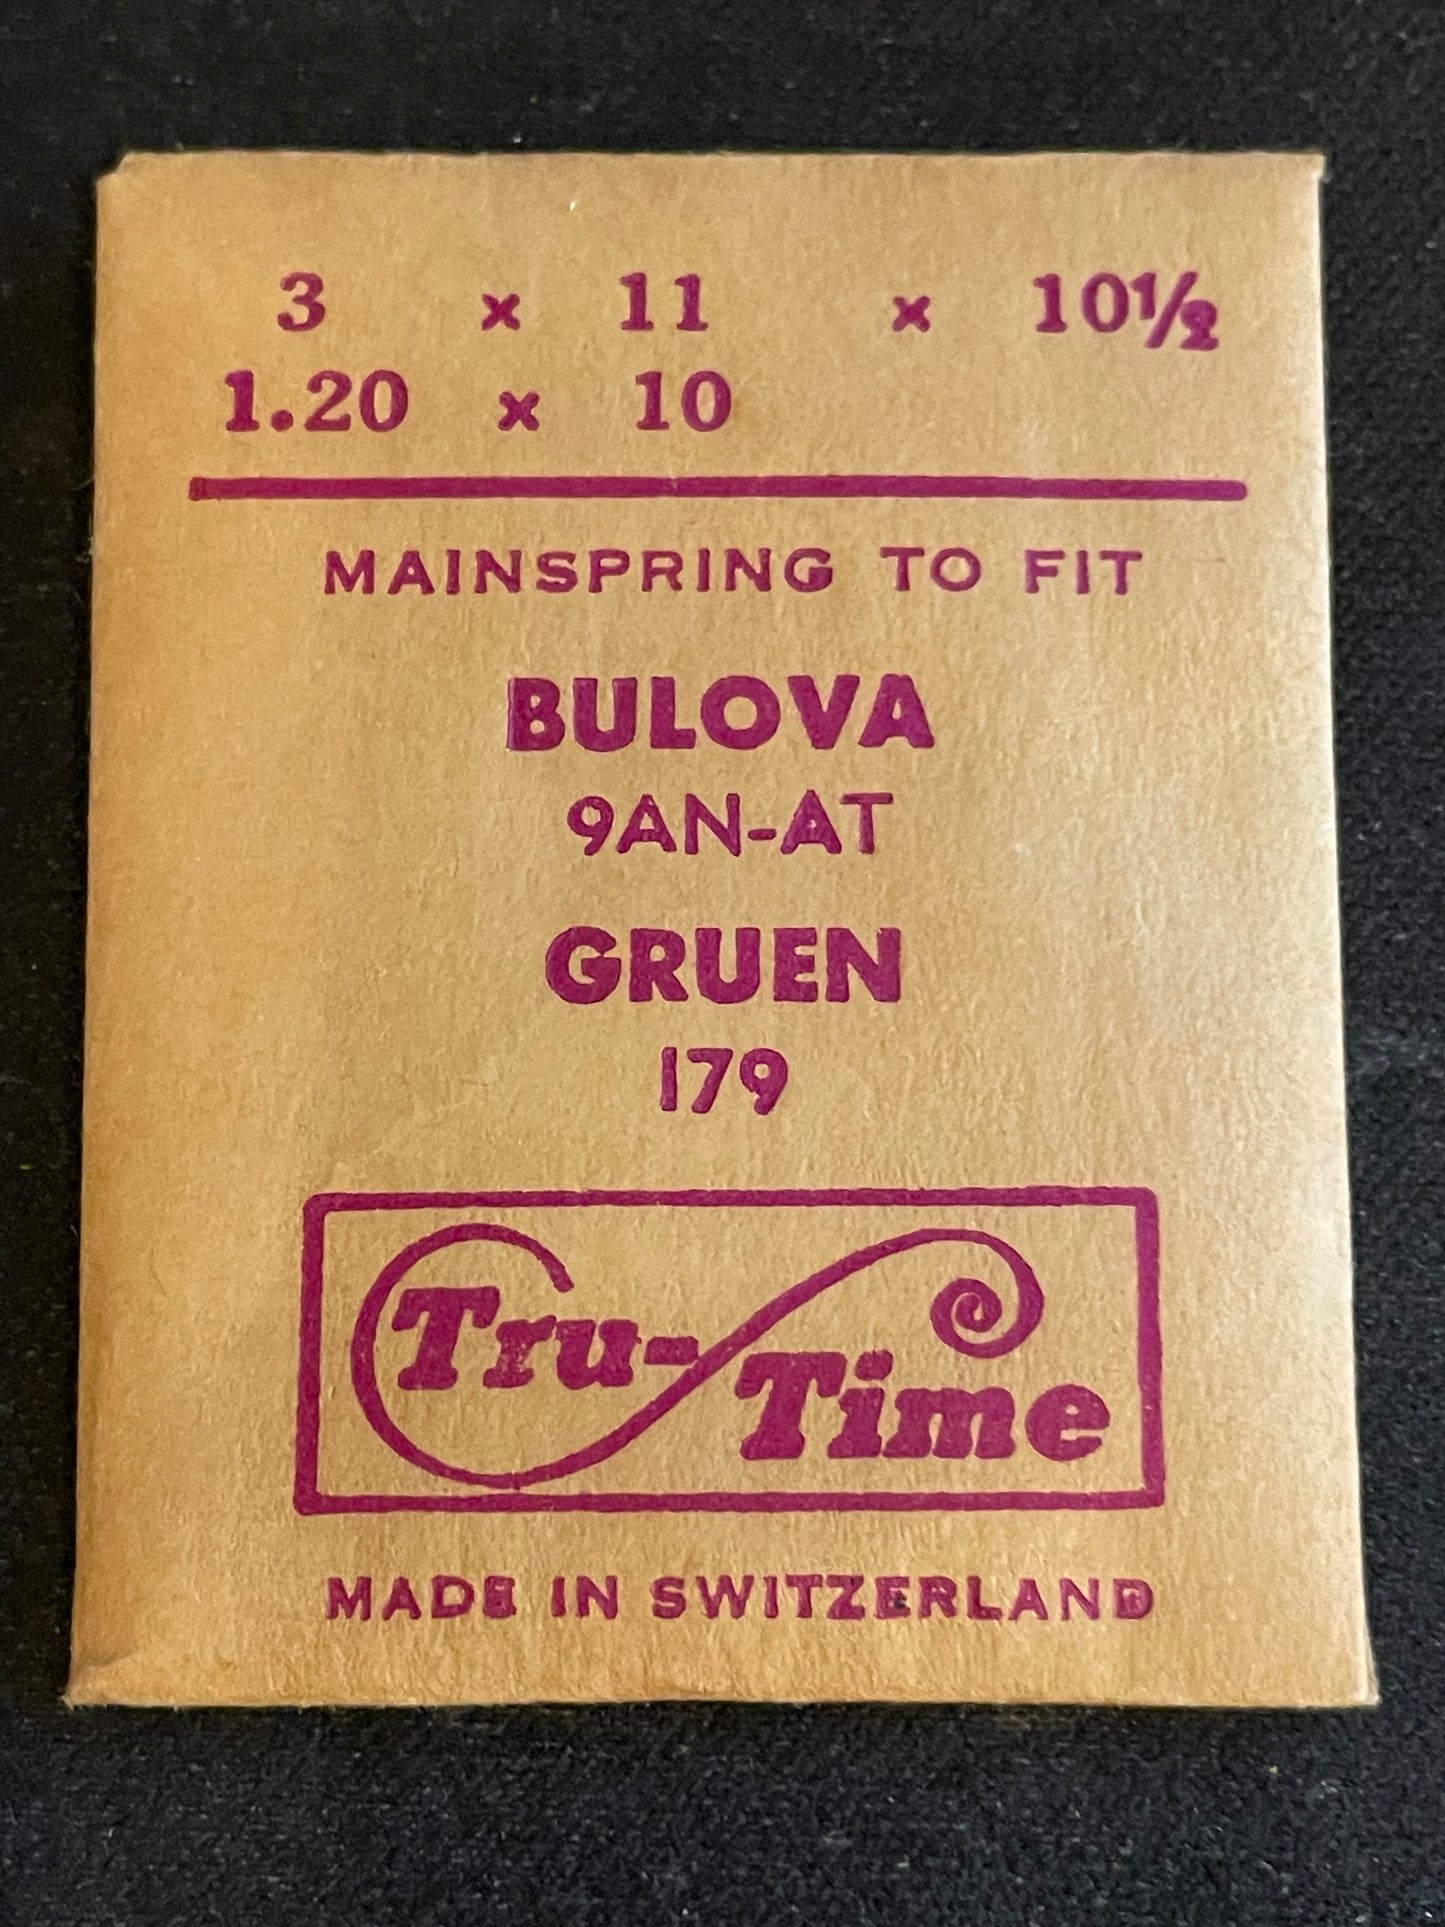 3 x 11 x 10½
1.20 x 10
MAINSPRING TO FIT
BULOVA
9AN-AT
GRUEN
179
Tru-
Time
MADE IN SWITZERLAND